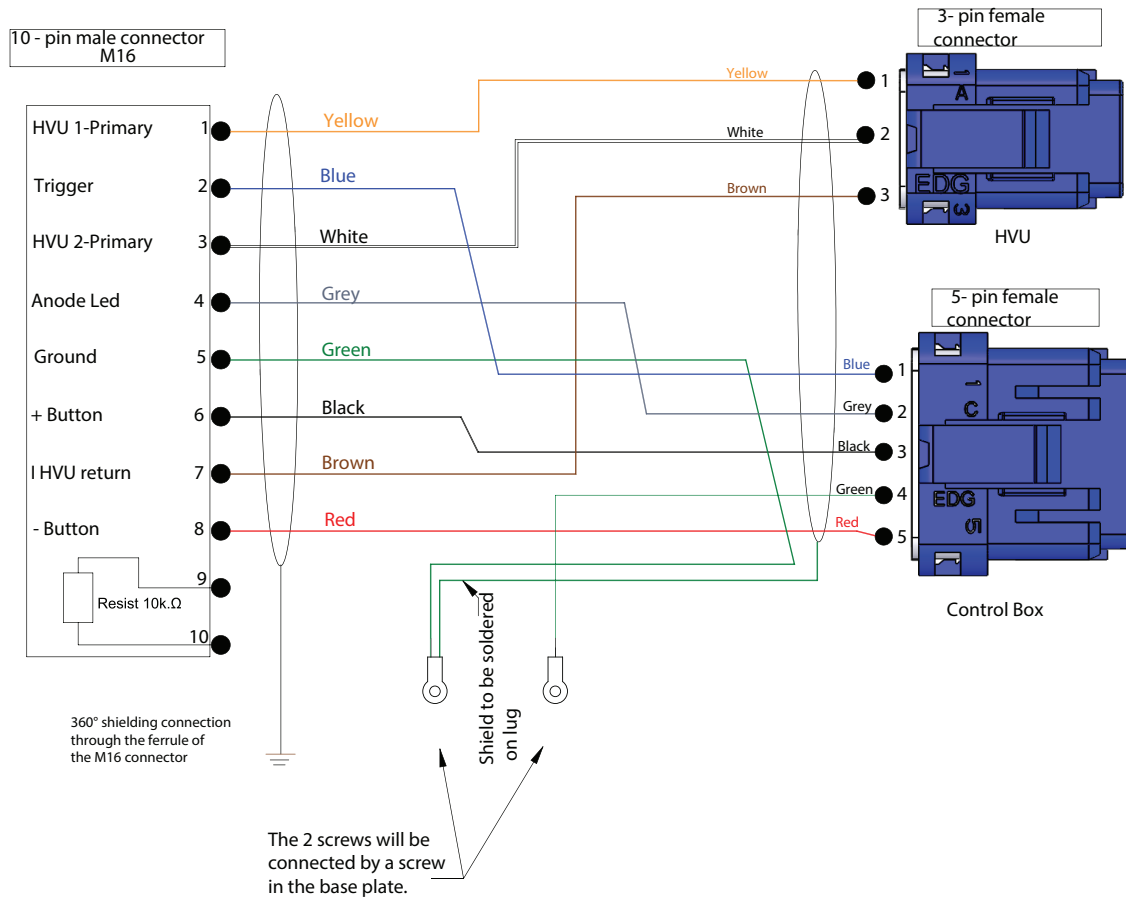 10 - pin male connector
M16
3- pin female
connector
HVU 1-Primary 1 Yellow
Trigger 2 Blue
HVU 2-Primary 3 White
Anode Led 4 Grey
Ground 5 Green
+ Button 6 Black
I HVU return 7 Brown
- Button 8 Red
9
Resist 10k.Ω
10
360° shielding connection
through the ferrule of
the M16 connector
Yellow 1
White 2
Brown 3
1
A
EDG
3
HVU
5- pin female
connector
Blue 1
Grey 2
Black 3
Green 4
Red 5
1
C
EDG
5
Control Box
Shield to be soldered
on lug
The 2 screws will be
connected by a screw
in the base plate.